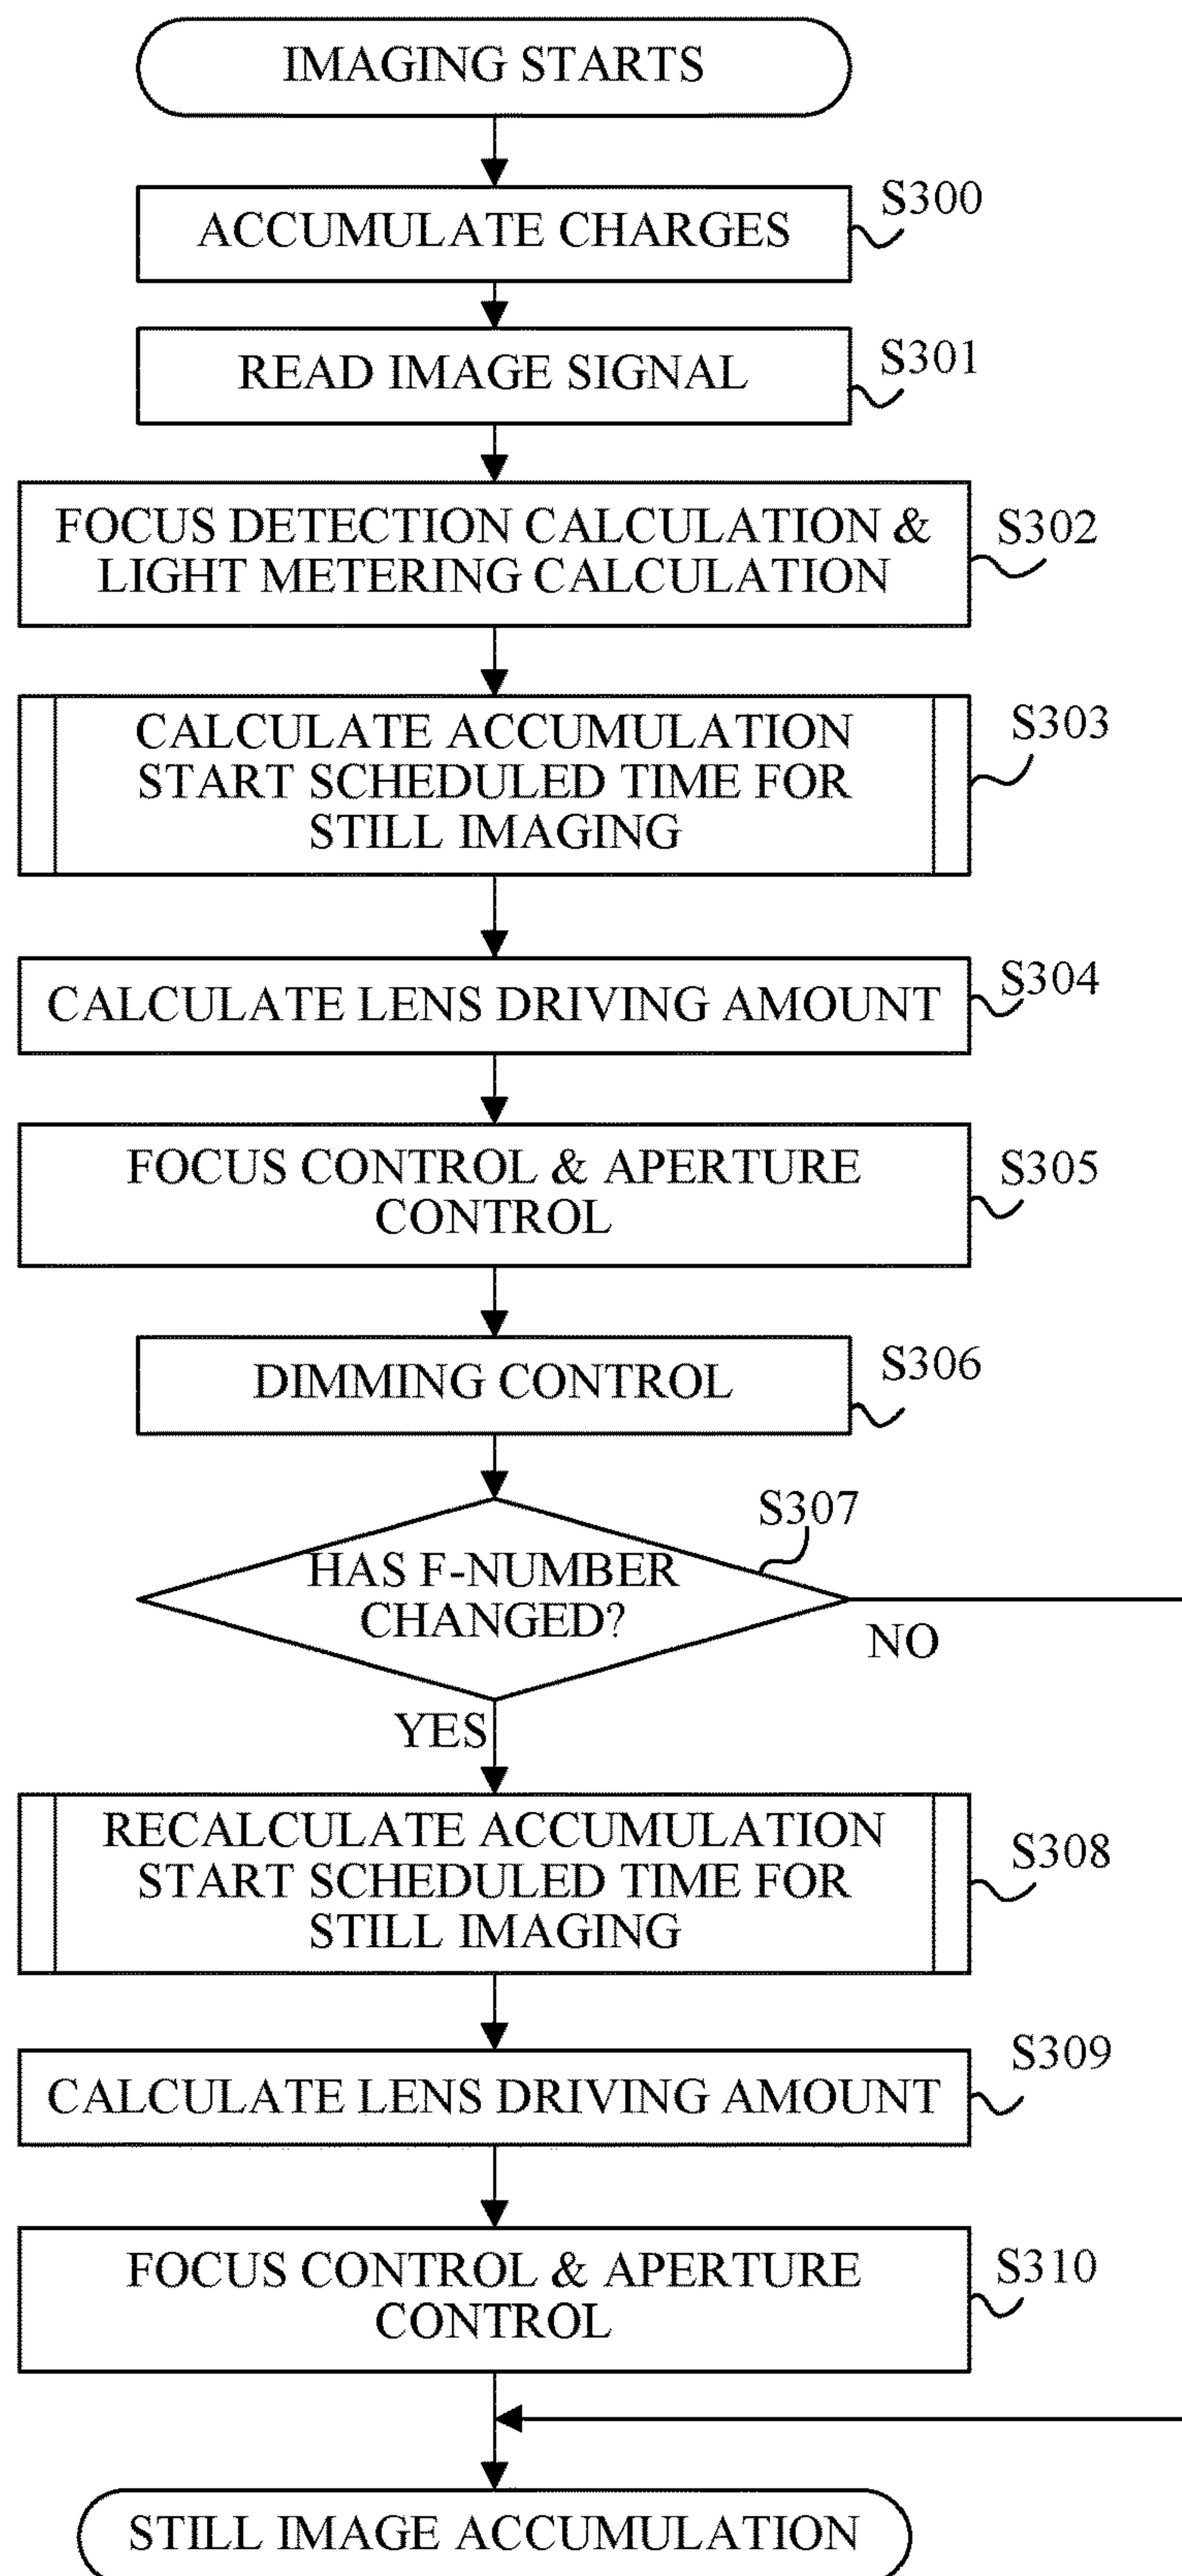 IMAGING STARTS
ACCUMULATE CHARGES
S300
READ IMAGE SIGNAL
S301
FOCUS DETECTION CALCULATION &
LIGHT METERING CALCULATION
S302
CALCULATE ACCUMULATION
START SCHEDULED TIME FOR
STILL IMAGING
S303
CALCULATE LENS DRIVING AMOUNT
S304
FOCUS CONTROL & APERTURE
CONTROL
S305
DIMMING CONTROL
S306
HAS F-NUMBER
CHANGED?
S307
NO
YES
RECALCULATE ACCUMULATION
START SCHEDULED TIME FOR
STILL IMAGING
S308
CALCULATE LENS DRIVING AMOUNT
S309
FOCUS CONTROL & APERTURE
CONTROL
S310
STILL IMAGE ACCUMULATION